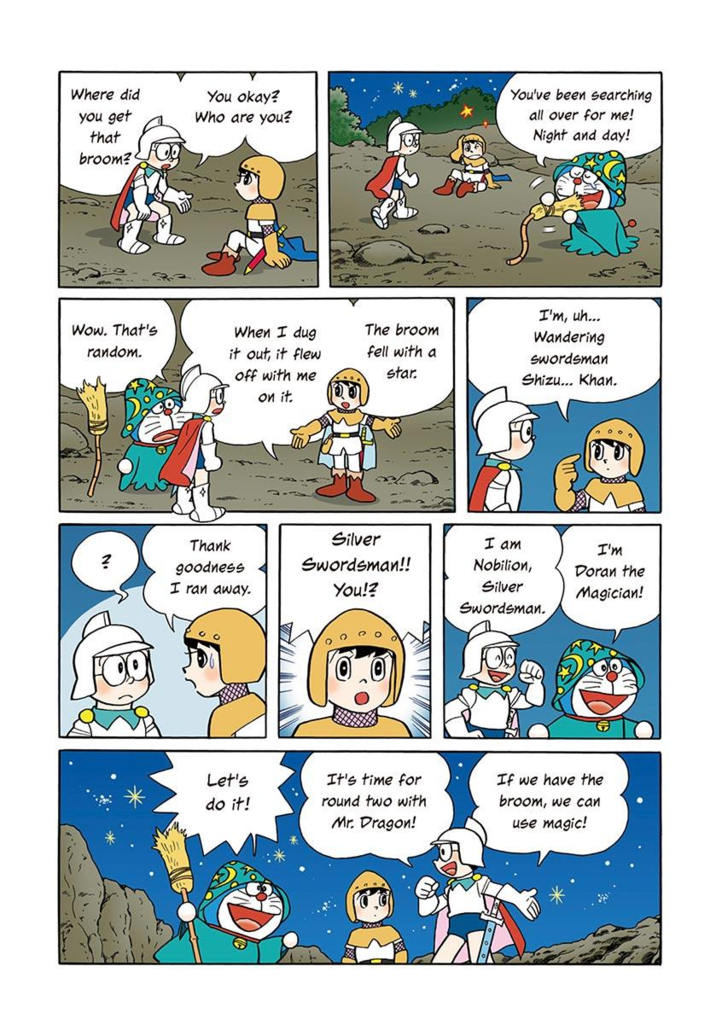 You've been searching
all over for me!
Night and day!
You okay?
Who are you?
Where did
you get
that
broom?
I'm, uh...
Wandering
swordsman
Shizu... Khan.
The broom
fell with a
star.
When I dug
it out, it flew
off with me
on it.
Wow. That's
random.
I'm
Doran the
Magician!
I am
Nobilion,
Silver
Swordsman.
Silver
Swordsman!!
You!?
Thank
goodness
I ran away.
?
If we have the
broom, we can
use magic!
It's time for
round two with
Mr. Dragon!
Let's
do it!